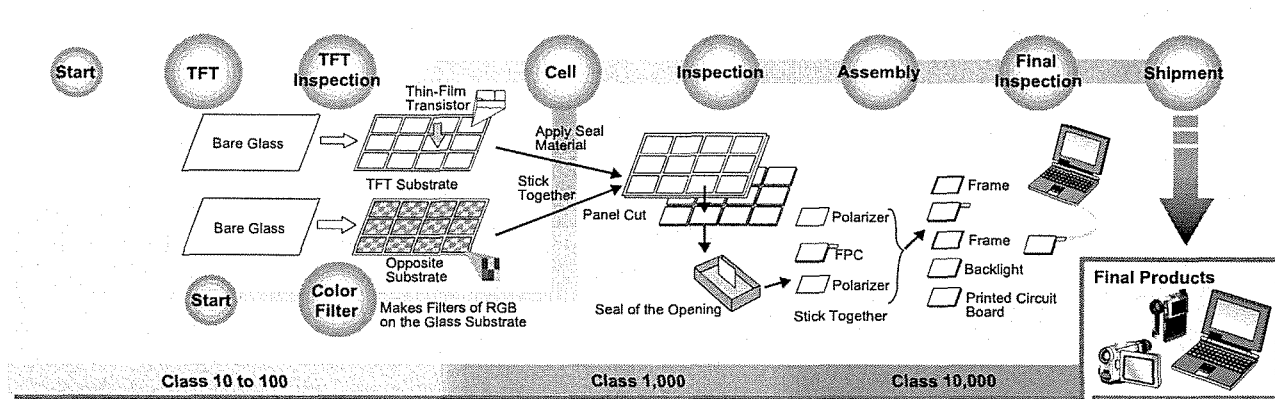 Start
TFT
TFT
Inspection
Cell
Inspection
Assembly
Final
Inspection
Shipment
Thin-Film
Transistor
Bare Glass
TFT Substrate
Apply Seal
Material
Stick
Together
Bare Glass
Opposite
Substrate
Start
Color
Filter
Makes Filters of RGB
on the Glass Substrate
Panel Cut
Seal of the Opening
Polarizer
FPC
Polarizer
Stick Together
Frame
Frame
Backlight
Printed Circuit
Board
Final Products
Class 10 to 100
Class 1,000
Class 10,000